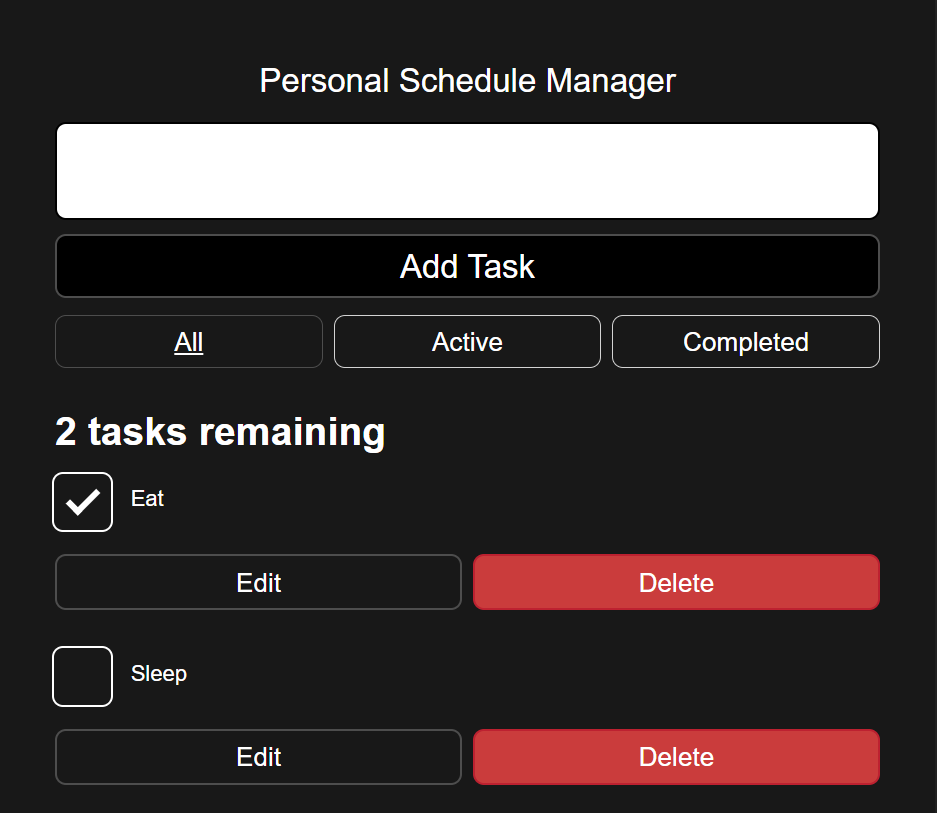 Personal Schedule Manager
Add Task
All Active Completed
2 tasks remaining
Eat
Edit Delete
Sleep
Edit Delete